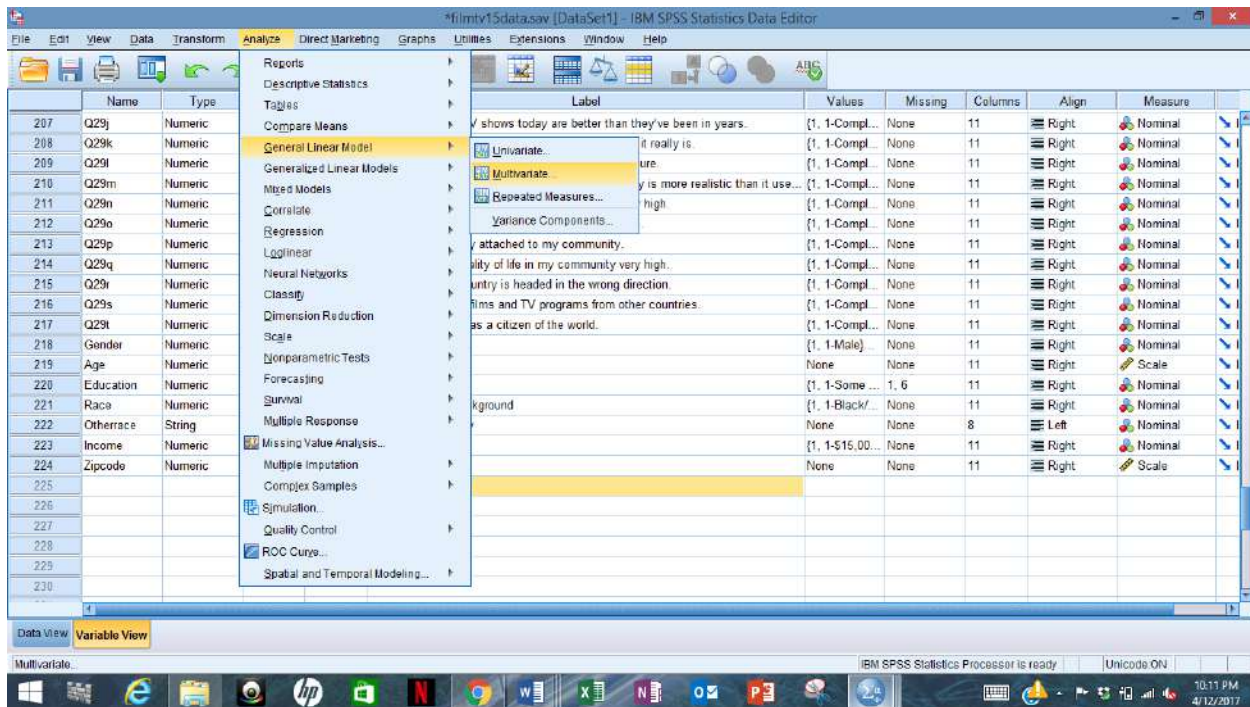 *filmtv15data.sav [DataSet1] - IBM SPSS Statistics Data Editor
File Edit View Data Transform Analyze Direct Marketing Graphs Utilities Extensions Window Help
Reports
Descriptive Statistics
Tables
Compare Means
General Linear Model
Generalized Linear Models
Mixed Models
Correlate
Regression
Loglinear
Neural Networks
Classify
Dimension Reduction
Scale
Nonparametric Tests
Forecasting
Survival
Multiple Response
Missing Value Analysis...
Multiple Imputation
Complex Samples
Simulation...
Quality Control
ROC Curve...
Spatial and Temporal Modeling...
Univariate...
Multivariate...
Repeated Measures...
Variance Components...
Name Type Label Values Missing Columns Align Measure
207 Q29j Numeric V shows today are better than they've been in years. {1, 1-Compl... None 11 Right Nominal
208 Q29k Numeric it really is. {1, 1-Compl... None 11 Right Nominal
209 Q29l Numeric ure. {1, 1-Compl... None 11 Right Nominal
210 Q29m Numeric y is more realistic than it use... {1, 1-Compl... None 11 Right Nominal
211 Q29n Numeric high {1, 1-Compl... None 11 Right Nominal
212 Q29o Numeric {1, 1-Compl... None 11 Right Nominal
213 Q29p Numeric y attached to my community. {1, 1-Compl... None 11 Right Nominal
214 Q29q Numeric ality of life in my community very high. {1, 1-Compl... None 11 Right Nominal
215 Q29r Numeric untry is headed in the wrong direction. {1, 1-Compl... None 11 Right Nominal
216 Q29s Numeric films and TV programs from other countries. {1, 1-Compl... None 11 Right Nominal
217 Q29t Numeric as a citizen of the world. {1, 1-Compl... None 11 Right Nominal
218 Gender Numeric {1, 1-Male}... None 11 Right Nominal
219 Age Numeric None None 11 Right Scale
220 Education Numeric {1, 1-Some ... 1, 6 11 Right Nominal
221 Race Numeric kground {1, 1-Black/... None 11 Right Nominal
222 Otherrace String None None 8 Left Nominal
223 Income Numeric {1, 1-$15,00... None 11 Right Nominal
224 Zipcode Numeric None None 11 Right Scale
225
226
227
228
229
230
Data View Variable View
Multivariate... IBM SPSS Statistics Processor is ready Unicode:ON
10:11 PM
4/12/2017